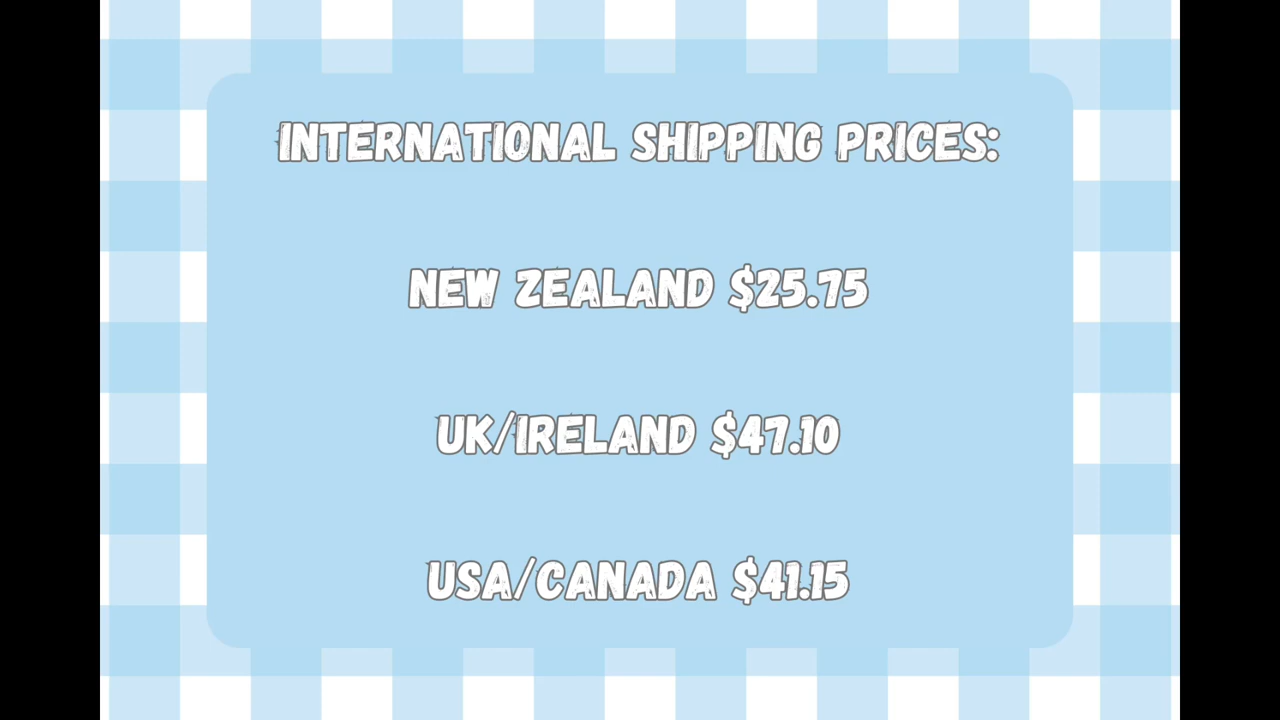 INTERNATIONAL SHIPPING PRICES:
NEW ZEALAND $25.75
UK/IRELAND $47.10
USA/CANADA $41.15